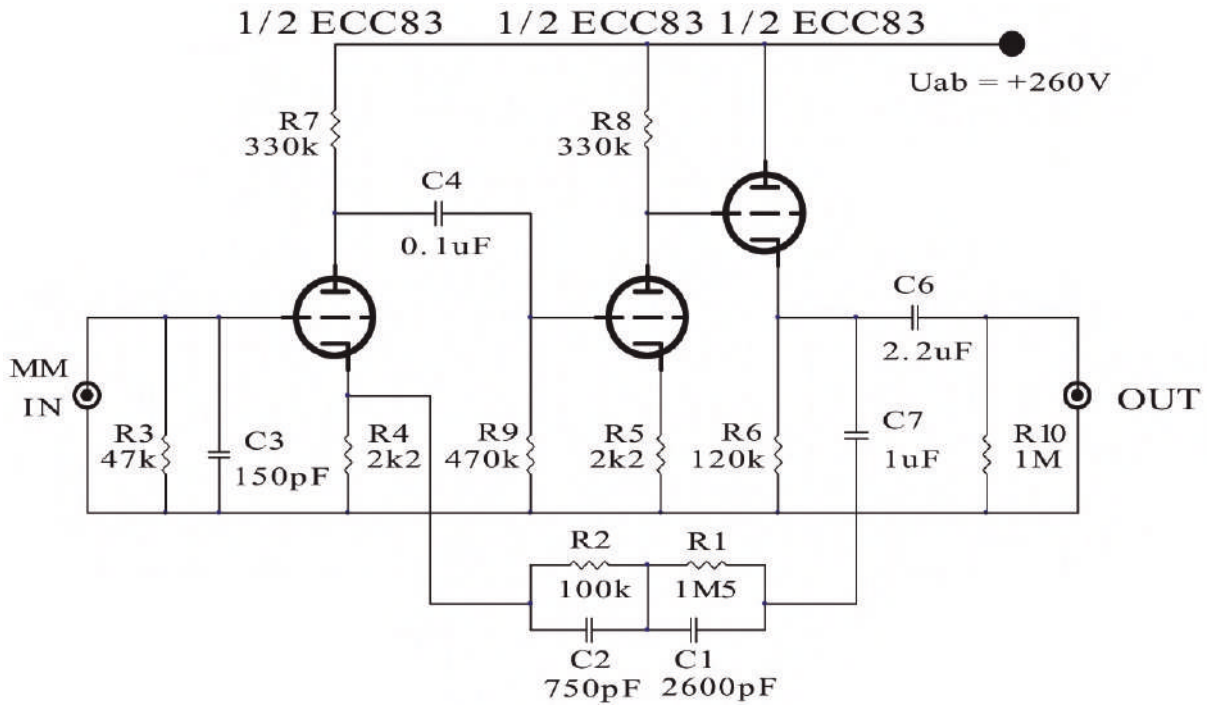 1/2 ECC83
1/2 ECC83
1/2 ECC83
Uab = +260V
R7
330k
R8
330k
C4
0.1uF
C6
2.2uF
MM
IN
R3
47k
C3
150pF
R4
2k2
R9
470k
R5
2k2
R6
120k
C7
1uF
R10
1M
OUT
R2
100k
R1
1M5
C2
750pF
C1
2600pF